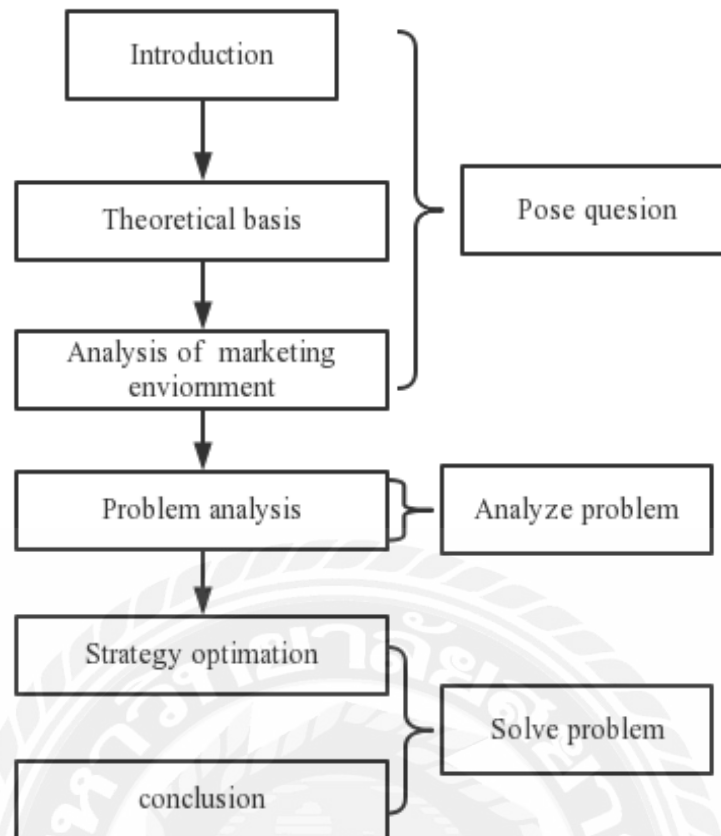 Introduction
Theoretical basis
Pose quesion
Analysis of marketing
enviornment
Problem analysis
Analyze problem
Strategy optimation
Solve problem
conclusion